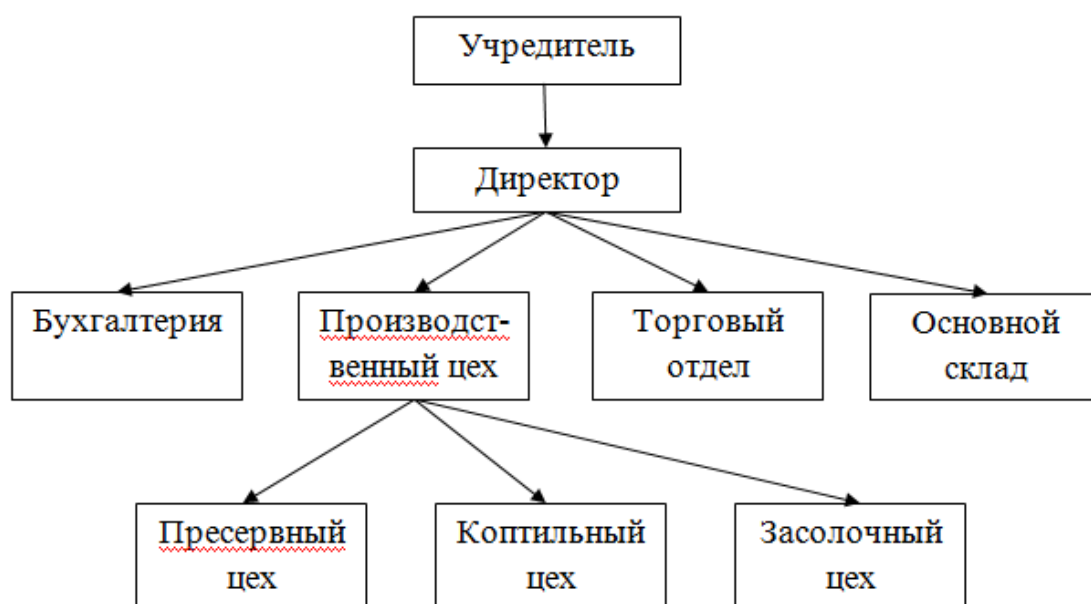 Учредитель
Директор
Бухгалтерия
Производст-
венный цех
Торговый
отдел
Основной
склад
Пресервный
цех
Коптильный
цех
Засолочный
цех